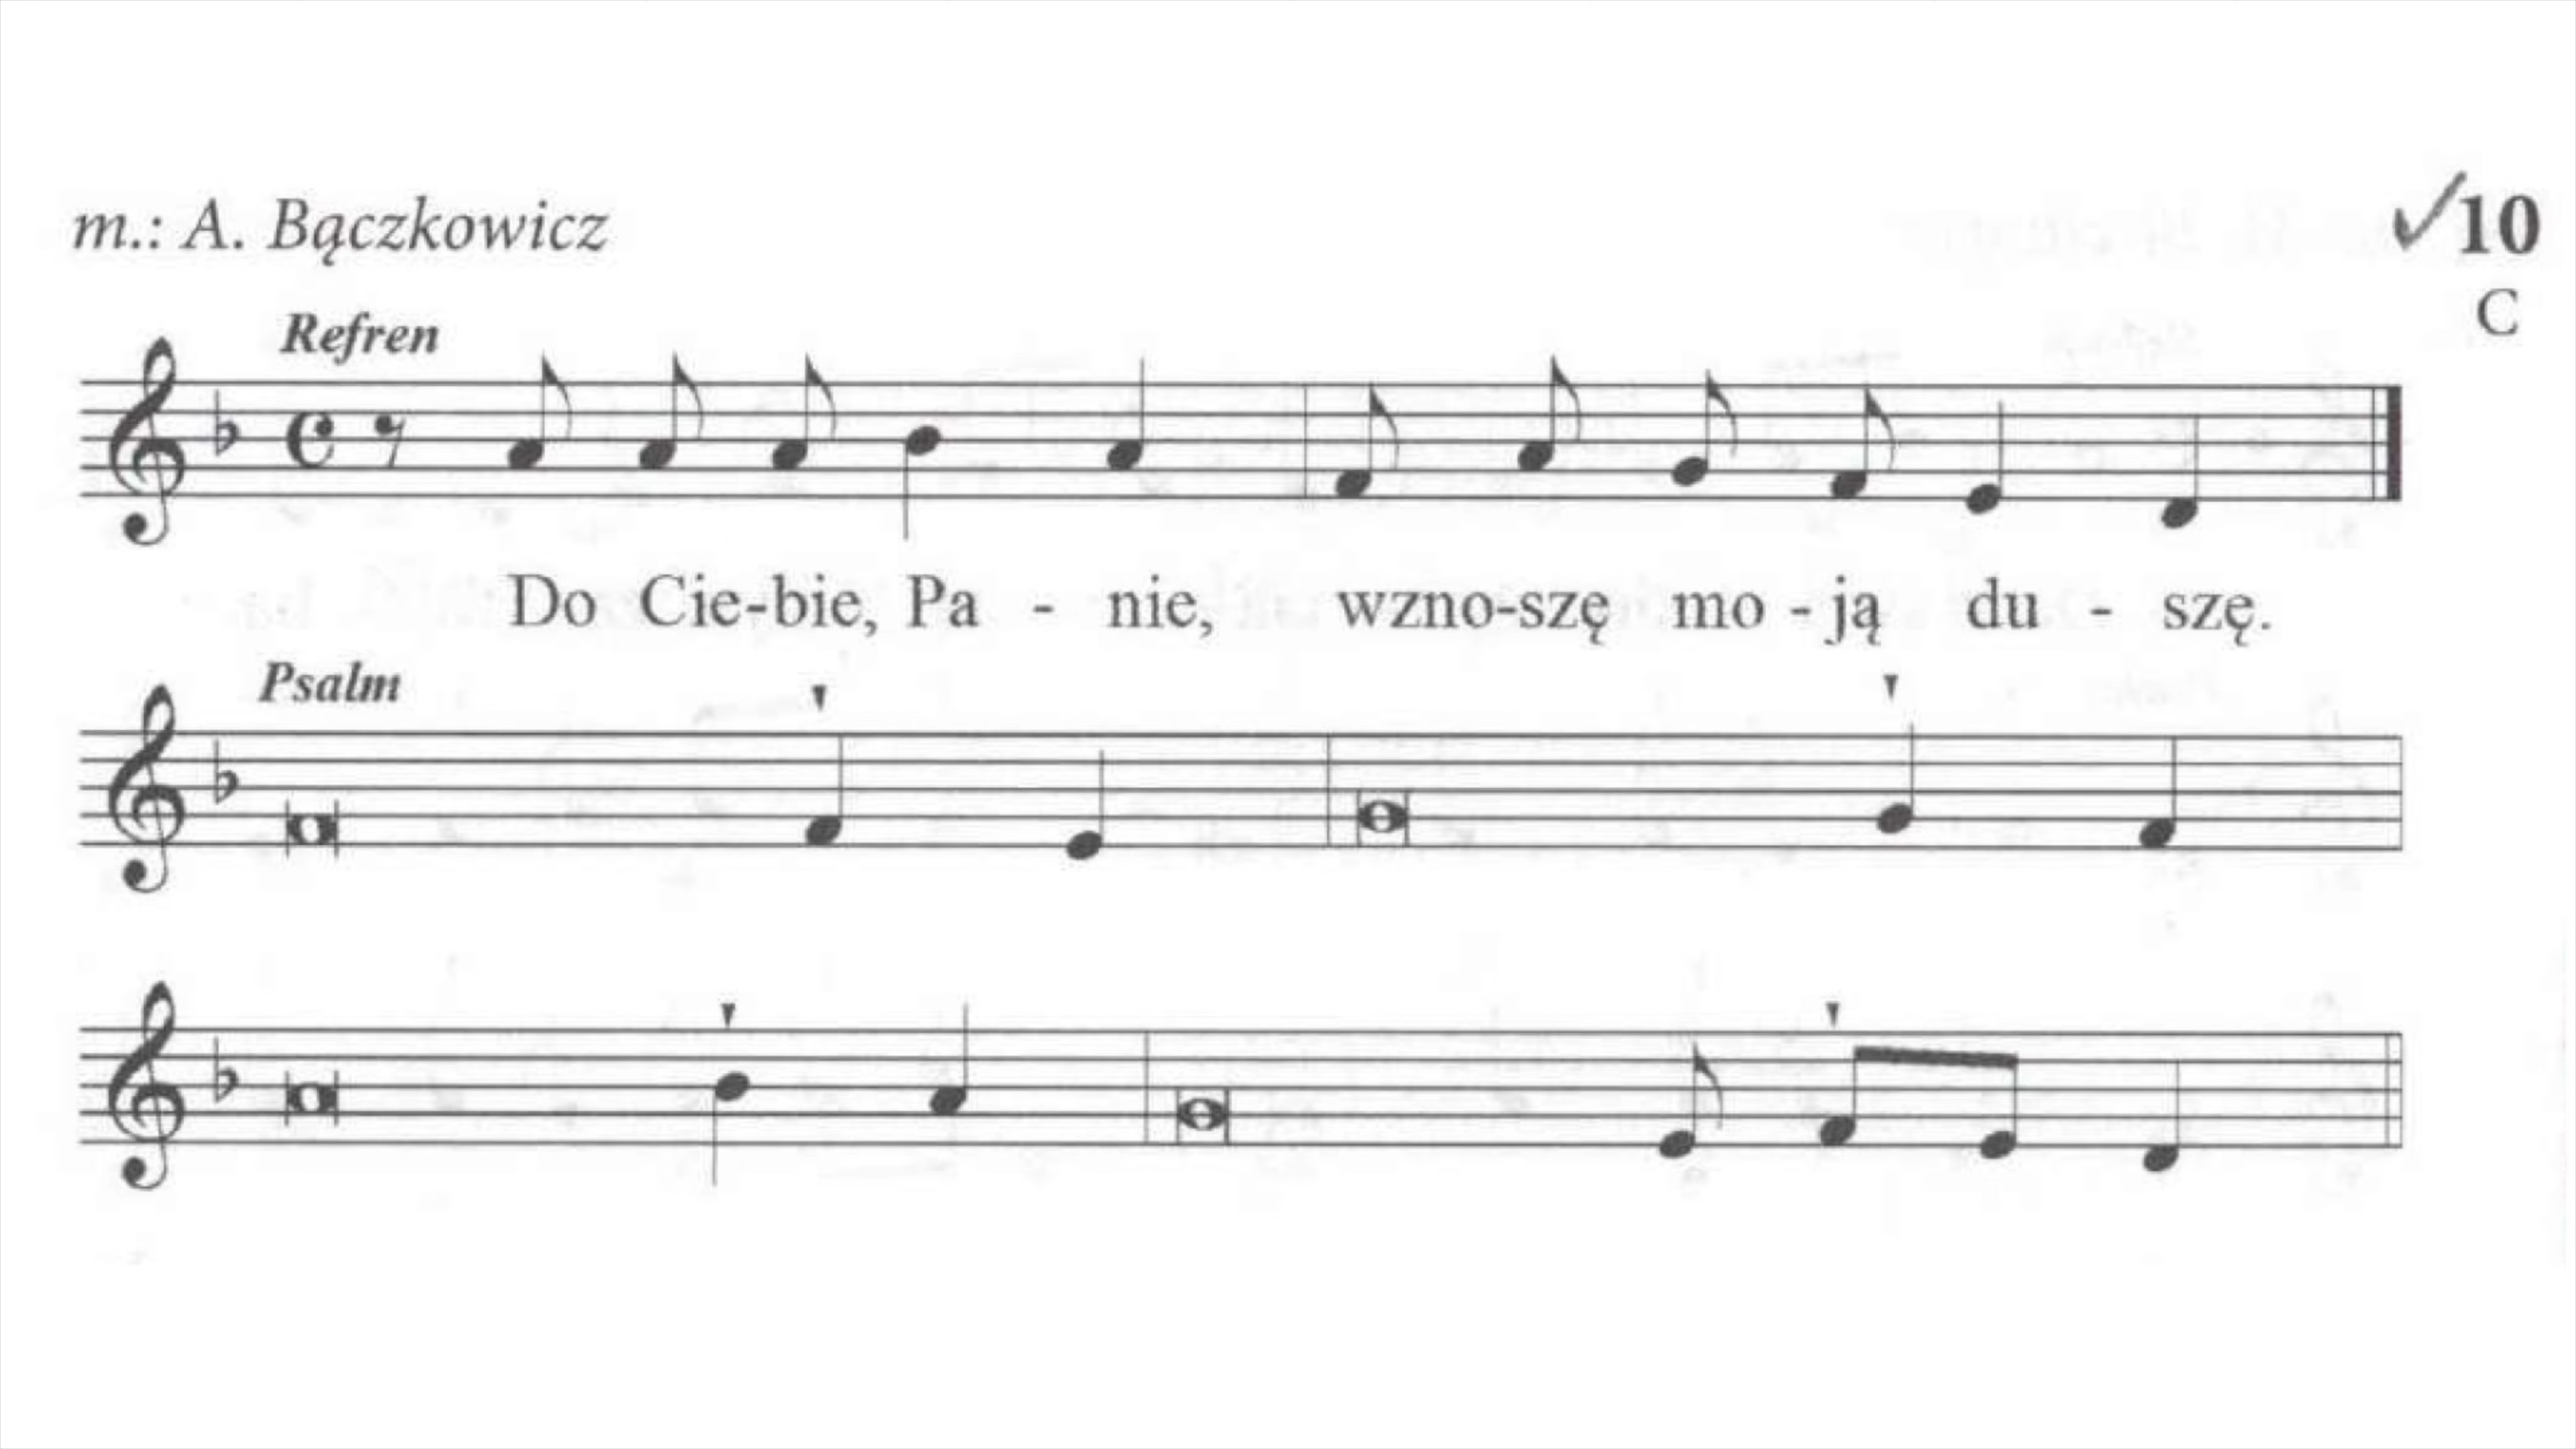 m.: A. Bączkowicz
10
C
Refren
Do Cie-bie, Pa - nie, wzno-szę mo - ją du - szę.
Psalm